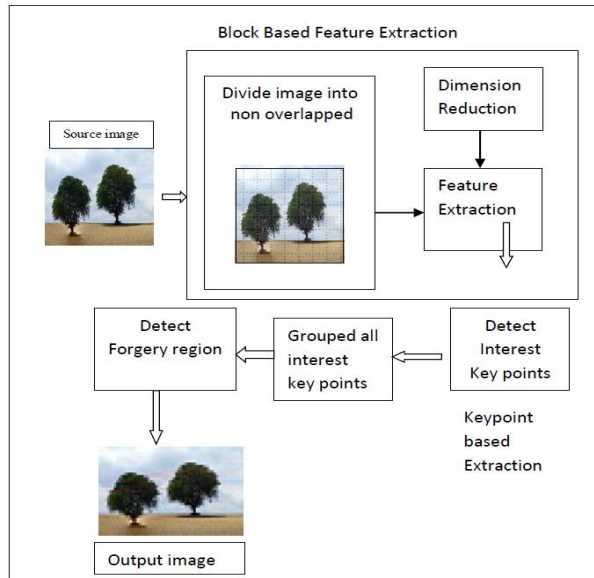 Block Based Feature Extraction
Source image
Divide image into
non overlapped
Dimension
Reduction
Feature
Extraction
Detect
Interest
Key points
Keypoint
based
Extraction
Grouped all
interest
key points
Detect
Forgery region
Output image